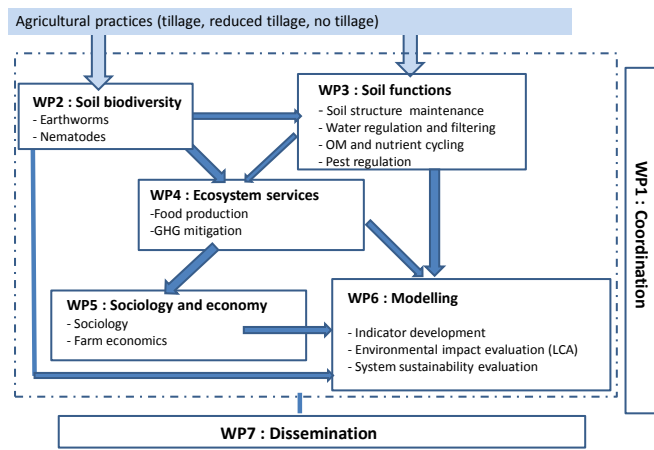 Agricultural practices (tillage, reduced tillage, no tillage)
WP2 : Soil biodiversity
- Earthworms
- Nematodes
WP3 : Soil functions
- Soil structure maintenance
- Water regulation and filtering
- OM and nutrient cycling
- Pest regulation
WP4 : Ecosystem services
-Food production
-GHG mitigation
WP5 : Sociology and economy
- Sociology
- Farm economics
WP6 : Modelling
- Indicator development
- Environmental impact evaluation (LCA)
- System sustainability evaluation
WP1 : Coordination
WP7 : Dissemination